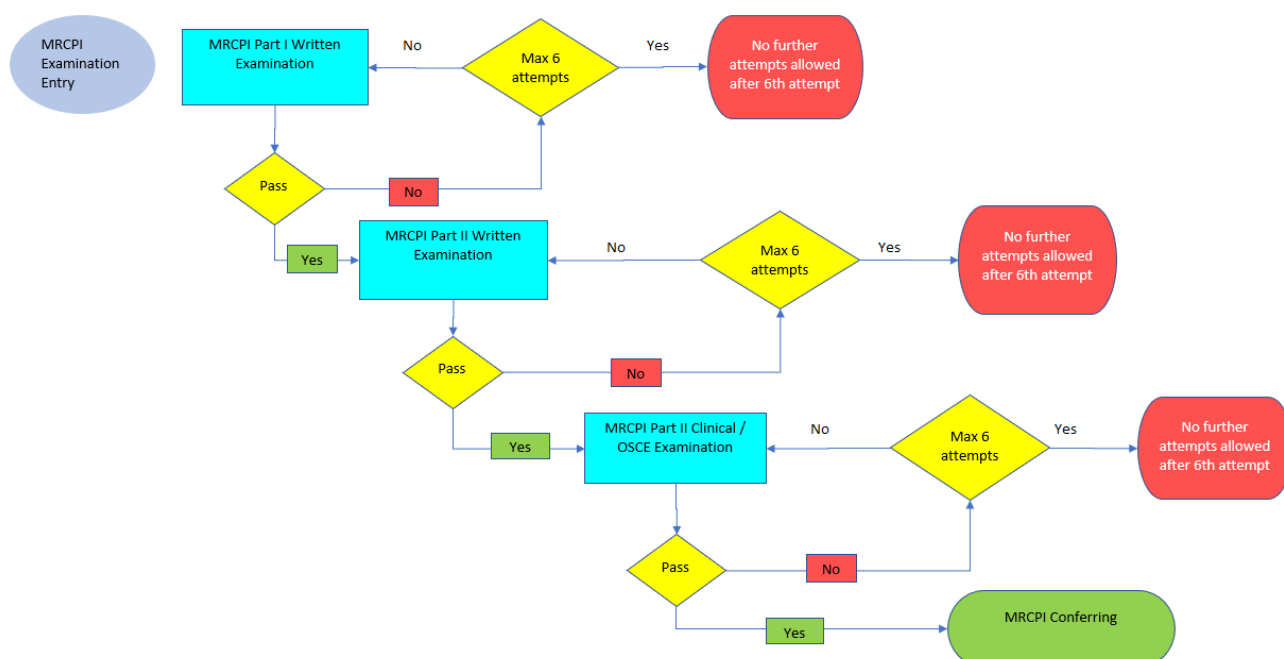 MRCPI
Examination
Entry
MRCPI Part I Written
Examination
No
Max 6
attempts
Yes
No further
attempts allowed
after 6th attempt
Pass
No
Yes
MRCPI Part II Written
Examination
No
Max 6
attempts
Yes
No further
attempts allowed
after 6th attempt
Pass
No
Yes
MRCPI Part II Clinical /
OSCE Examination
No
Max 6
attempts
Yes
No further
attempts allowed
after 6th attempt
Pass
No
Yes
MRCPI Conferring